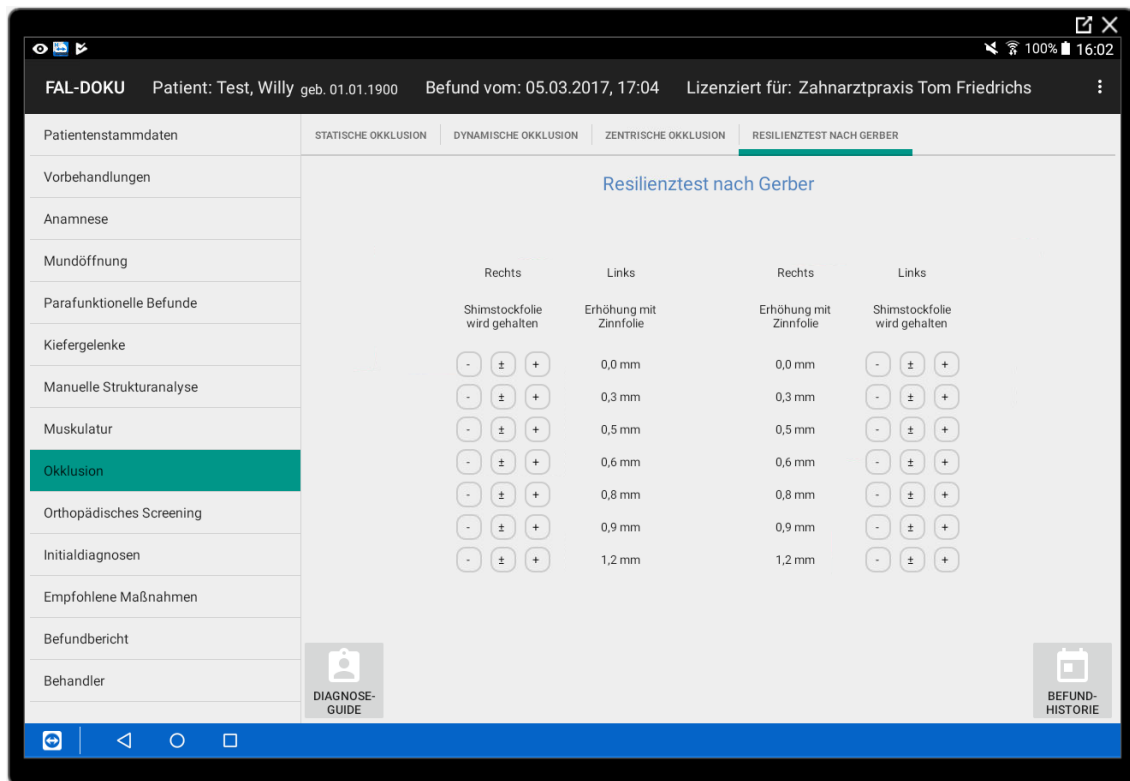 100% 16:02
FAL-DOKU Patient: Test, Willy geb. 01.01.1900 Befund vom: 05.03.2017, 17:04 Lizenziert für: Zahnarztpraxis Tom Friedrichs
Patientenstammdaten
Vorbehandlungen
Anamnese
Mundöffnung
Parafunktionelle Befunde
Kiefergelenke
Manuelle Strukturanalyse
Muskulatur
Okklusion
Orthopädisches Screening
Initialdiagnosen
Empfohlene Maßnahmen
Befundbericht
Behandler
STATISCHE OKKLUSION DYNAMISCHE OKKLUSION ZENTRISCHE OKKLUSION RESILIENZTEST NACH GERBER
Resilienztest nach Gerber
Rechts Links Rechts Links
Shimstockfolie Erhöhung mit Erhöhung mit Shimstockfolie
wird gehalten Zinnfolie Zinnfolie wird gehalten
- ± + 0,0 mm 0,0 mm - ± +
- ± + 0,3 mm 0,3 mm - ± +
- ± + 0,5 mm 0,5 mm - ± +
- ± + 0,6 mm 0,6 mm - ± +
- ± + 0,8 mm 0,8 mm - ± +
- ± + 0,9 mm 0,9 mm - ± +
- ± + 1,2 mm 1,2 mm - ± +
DIAGNOSE-
GUIDE
BEFUND-
HISTORIE